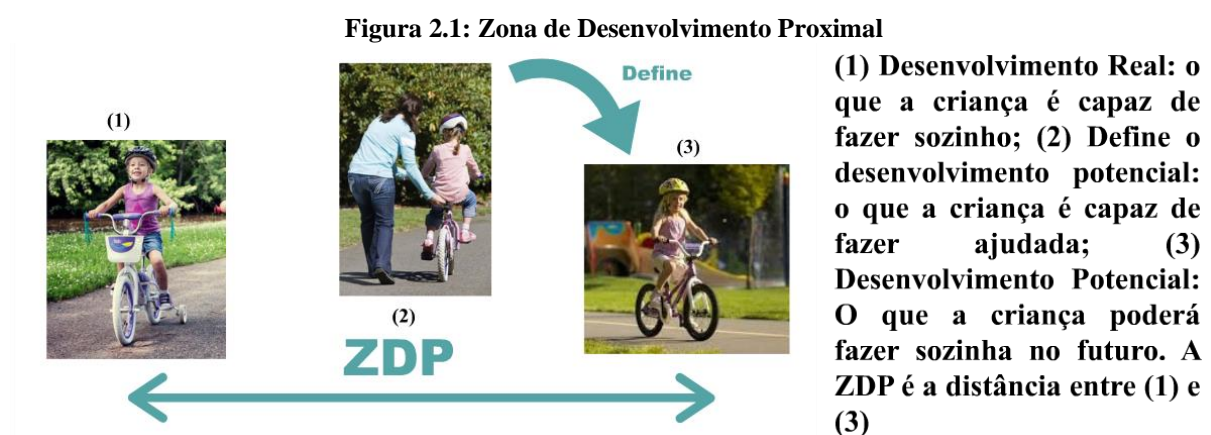 Figura 2.1: Zona de Desenvolvimento Proximal
(1)
Define
(3)
(2)
ZDP
(1) Desenvolvimento Real: o
que a criança é capaz de
fazer sozinho; (2) Define o
desenvolvimento potencial:
o que a criança é capaz de
fazer ajudada; (3)
Desenvolvimento Potencial:
O que a criança poderá
fazer sozinha no futuro. A
ZDP é a distância entre (1) e
(3)